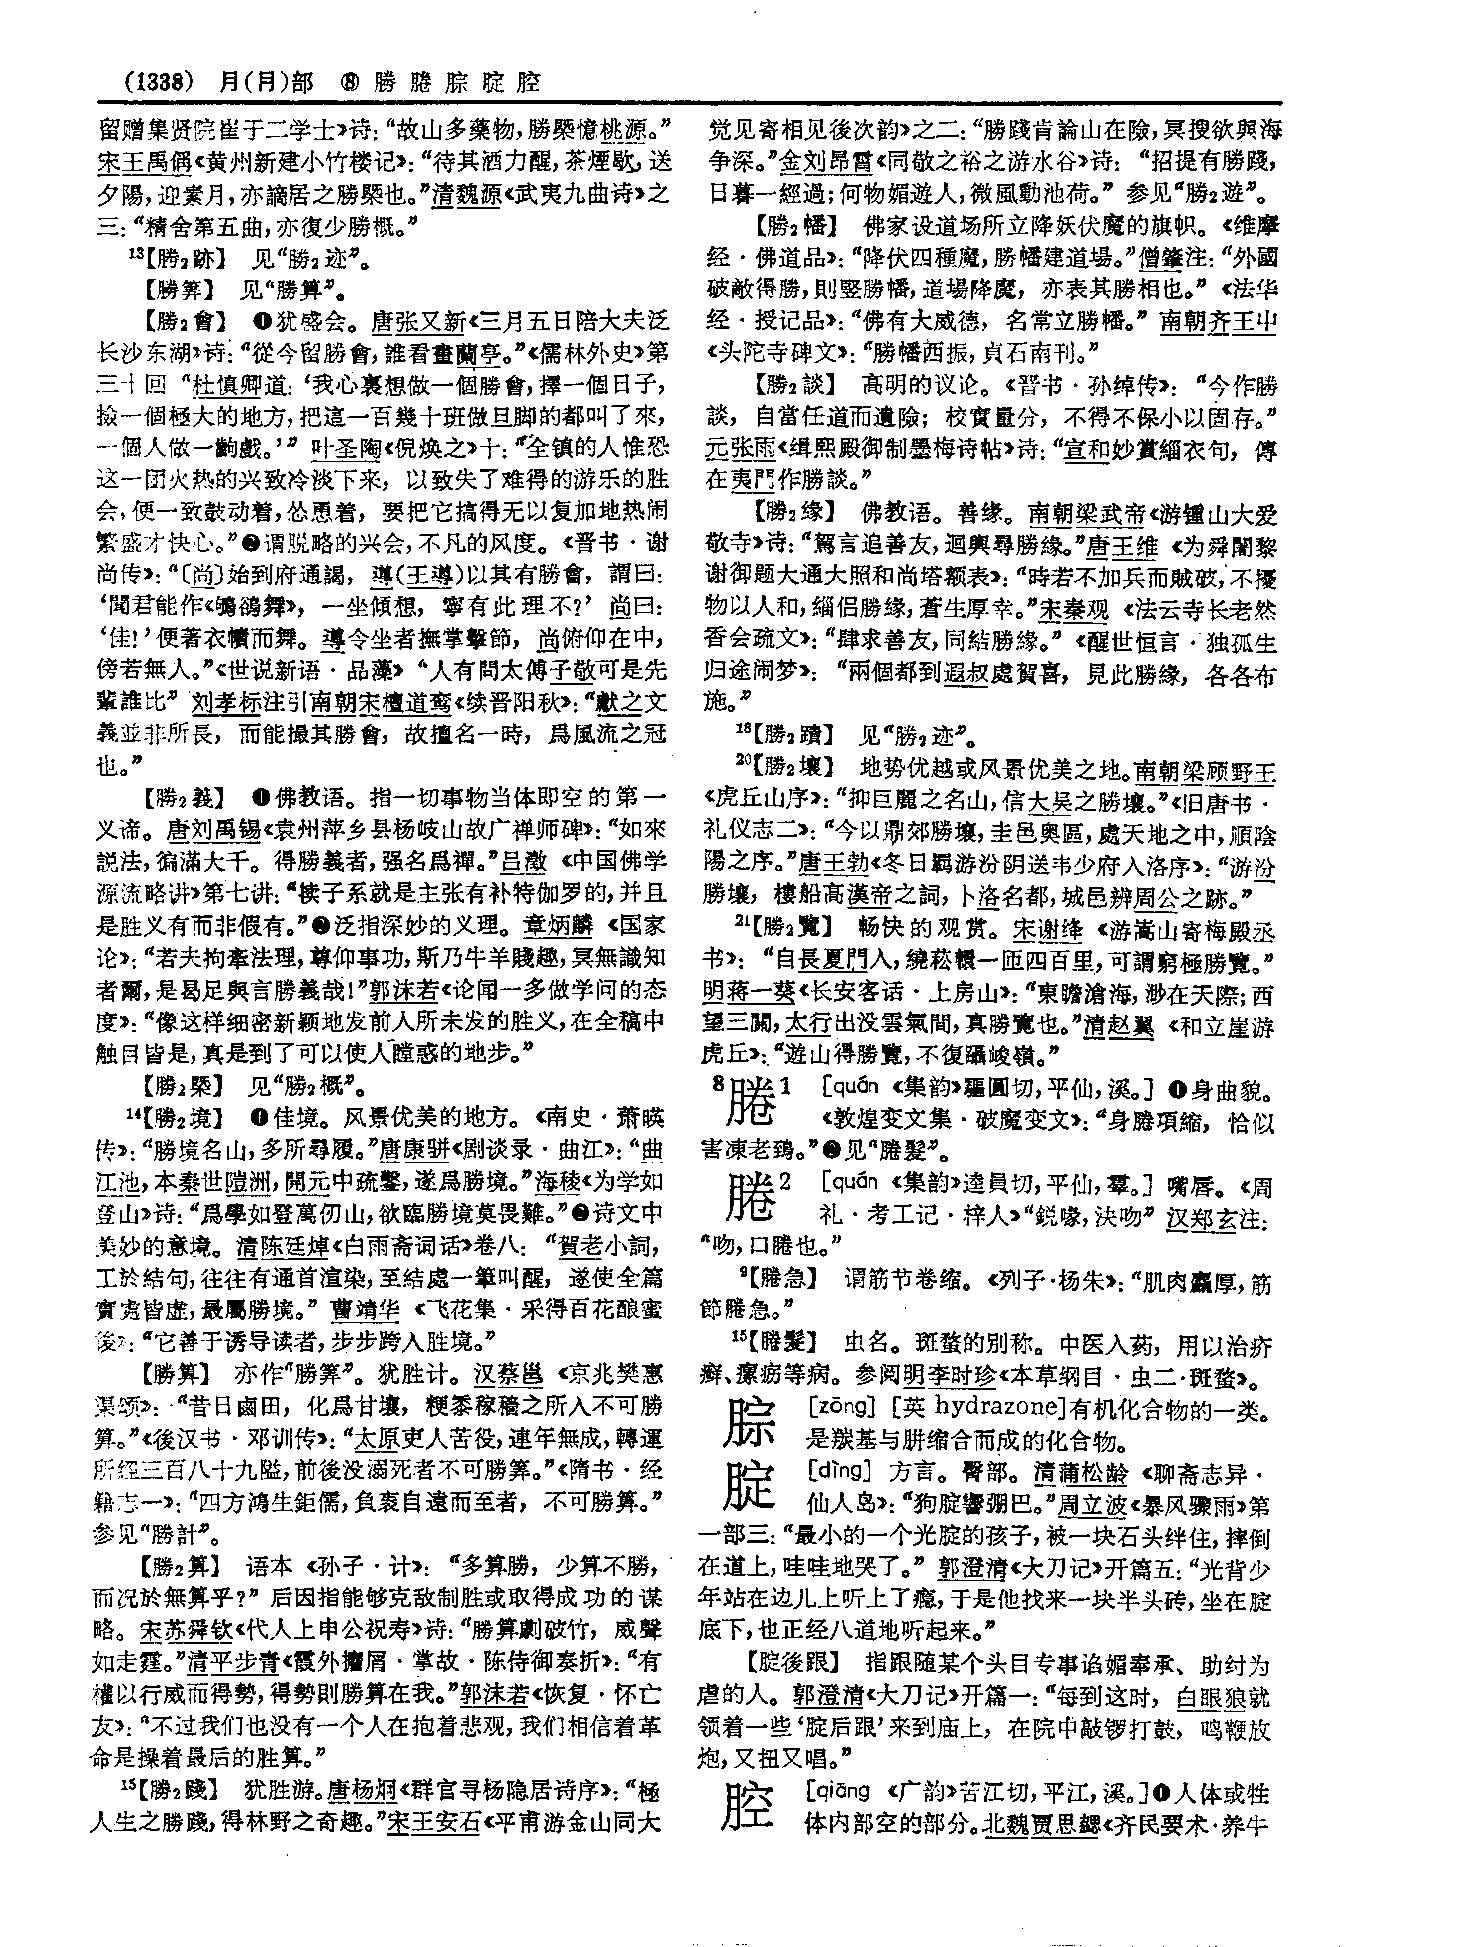 (1338) 月(月)部 ⑧ 勝 腃 腙 腚 腔
留赠集贤院崔于二学士》诗：“故山多藥物，勝槩憶桃源。”
宋王禹偁《黄州新建小竹楼记》：“待其酒力醒，茶煙歇，送
夕陽，迎素月，亦謫居之勝槩也。”清魏源《武夷九曲诗》之
三：“精舍第五曲，亦復少勝概。”
13【勝2跡】 见“勝2迹”。
【勝筭】 见“勝算”。
【勝2會】 ❶犹盛会。唐张又新《三月五日陪大夫泛
长沙东湖》诗：“從今留勝會，誰看畫蘭亭。”《儒林外史》第
三十回：“杜慎卿道：‘我心裏想做一個勝會，擇一個日子，
撿一個極大的地方，把這一百幾十班做旦脚的都叫了來，
一個人做一齣戲。’” 叶圣陶《倪焕之》十：“全镇的人惟恐
这一团火热的兴致冷淡下来，以致失了难得的游乐的胜
会，便一致鼓动着，怂恿着，要把它搞得无以复加地热闹
繁盛才快心。”❷谓脱略的兴会，不凡的风度。《晋书·谢
尚传》：“〔尚〕始到府通謁，導(王導)以其有勝會，謂曰：
‘聞君能作《鴝鵒舞》，一坐傾想，寧有此理不？’尚曰：
‘佳！’便著衣幘而舞。導令坐者撫掌擊節，尚俯仰在中，
傍若無人。”《世说新语·品藻》“人有問太傅子敬可是先
輩誰比” 刘孝标注引南朝宋檀道鸾《续晋阳秋》：“獻之文
義並非所長，而能撮其勝會，故擅名一時，爲風流之冠
也。”
【勝2義】 ❶佛教语。指一切事物当体即空的第一
义谛。唐刘禹锡《袁州萍乡县杨岐山故广禅师碑》：“如來
説法，徧滿大千。得勝義者，强名爲禪。”吕澂《中国佛学
源流略讲》第七讲：“犊子系就是主张有补特伽罗的，并且
是胜义有而非假有。”❷泛指深妙的义理。章炳麟《国家
论》：“若夫拘牽法理，尊仰事功，斯乃牛羊賤趣，冥無識知
者爾，是曷足與言勝義哉！”郭沫若《论闻一多做学问的态
度》：“像这样细密新颖地发前人所未发的胜义，在全稿中
触目皆是，真是到了可以使人瞠惑的地步。”
【勝2槩】 见“勝2概”。
14【勝2境】 ❶佳境。风景优美的地方。《南史·萧暎
传》：“勝境名山，多所尋履。”唐康骈《剧谈录·曲江》：“曲
江池，本秦世隑洲，開元中疏鑿，遂爲勝境。”海稜《为学如
登山》诗：“爲學如登萬仞山，欲臨勝境莫畏難。”❷诗文中
美妙的意境。清陈廷焯《白雨斋词话》卷八：“賀老小詞，
工於結句，往往有通首渲染，至結處一筆叫醒，遂使全篇
實處皆虚，最屬勝境。” 曹靖华《飞花集·采得百花酿蜜
後》：“它善于诱导读者，步步跨入胜境。”
【勝算】 亦作“勝筭”。犹胜计。汉蔡邕《京兆樊惠
渠颂》：“昔日鹵田，化爲甘壤，粳黍稼穡之所入不可勝
算。”《後汉书·邓训传》：“太原吏人苦役，連年無成，轉運
所經三百八十九隘，前後没溺死者不可勝筭。”《隋书·经
籍志一》：“四方鴻生鉅儒，負袠自遠而至者，不可勝筭。”
参见“勝計”。
【勝2算】 语本《孙子·计》：“多算勝，少算不勝，
而况於無算乎？”后因指能够克敌制胜或取得成功的谋
略。宋苏舜钦《代人上申公祝寿》诗：“勝算劇破竹，威聲
如走霆。”清平步青《霞外攟屑·掌故·陈侍御奏折》：“有
權以行威而得勢，得勢則勝算在我。”郭沫若《恢复·怀亡
友》：“不过我们也没有一个人在抱着悲观，我们相信着革
命是操着最后的胜算。”
15【勝2踐】 犹胜游。唐杨炯《群官寻杨隐居诗序》：“極
人生之勝踐，得林野之奇趣。”宋王安石《平甫游金山同大
觉见寄相见後次韵》之二：“勝踐肯論山在險，冥搜欲與海
争深。”金刘昂霄《同敬之裕之游水谷》诗：“招提有勝踐，
日暮一經過；何物媚遊人，微風動池荷。” 参见“勝2遊”。
【勝2幡】 佛家设道场所立降妖伏魔的旗帜。《维摩
经·佛道品》：“降伏四種魔，勝幡建道場。”僧肇注：“外國
破敵得勝，則竪勝幡，道場降魔，亦表其勝相也。”《法华
经·授记品》：“佛有大威德，名常立勝幡。” 南朝齐王屮
《头陀寺碑文》：“勝幡西振，貞石南刊。”
【勝2談】 高明的议论。《晋书·孙绰传》：“今作勝
談，自當任道而遺險；校實量分，不得不保小以固存。”
元张雨《缉熙殿御制墨梅诗帖》诗：“宣和妙賞緇衣句，傳
在夷門作勝談。”
【勝2缘】 佛教语。善缘。南朝梁武帝《游锺山大爱
敬寺》诗：“駕言追善友，迴輿尋勝緣。”唐王维《为舜闍黎
谢御题大通大照和尚塔额表》：“時若不加兵而賊破，不擾
物以人和，緇侣勝緣，蒼生厚幸。”宋秦观《法云寺长老然
香会疏文》：“肆求善友，同結勝緣。”《醒世恒言·独孤生
归途闹梦》：“兩個都到遐叔處賀喜，見此勝緣，各各布
施。”
18【勝2蹟】 见“勝2迹”。
20【勝2壤】 地势优越或风景优美之地。南朝梁顾野王
《虎丘山序》：“抑巨麗之名山，信大吴之勝壤。”《旧唐书·
礼仪志二》：“今以鼎郊勝壤，圭邑奥區，處天地之中，順陰
陽之序。”唐王勃《冬日羁游汾阴送韦少府入洛序》：“游汾
勝壤，樓船高漢帝之詞，卜洛名都，城邑辨周公之跡。”
21【勝2覽】 畅快的观赏。宋谢绛《游嵩山寄梅殿丞
书》：“自長夏門入，繞菘轘一匝四百里，可謂窮極勝覽。”
明蒋一葵《长安客话·上房山》：“東瞻滄海，渺在天際；西
望三關，太行出没雲氣間，真勝覽也。”清赵翼《和立崖游
虎丘》：“遊山得勝覽，不復躡峻嶺。”
8腃1 [quán 《集韵》驅圓切，平仙，溪。] ❶身曲貌。
《敦煌变文集·破魔变文》：“身腃項縮，恰似
害凍老鴟。”❷见“腃髮”。
腃2 [quán 《集韵》逵員切，平仙，羣。] 嘴唇。《周
礼·考工记·梓人》“鋭喙，決吻” 汉郑玄注：
“吻，口腃也。”
9【腃急】 谓筋节卷缩。《列子·杨朱》：“肌肉麤厚，筋
節腃急。”
15【腃髮】 虫名。斑蝥的别称。中医入药，用以治疥
癣、瘰疬等病。参阅明李时珍《本草纲目·虫二·斑蝥》。
腙 [zōng] [英 hydrazone]有机化合物的一类。
是羰基与肼缩合而成的化合物。
腚 [dìng] 方言。臀部。清蒲松龄《聊斋志异·
仙人岛》：“狗腚響弸巴。”周立波《暴风骤雨》第
一部三：“最小的一个光腚的孩子，被一块石头绊住，摔倒
在道上，哇哇地哭了。” 郭澄清《大刀记》开篇五：“光背少
年站在边儿上听上了瘾，于是他找来一块半头砖，坐在腚
底下，也正经八道地听起来。”
【腚後跟】 指跟随某个头目专事谄媚奉承、助纣为
虐的人。郭澄清《大刀记》开篇一：“每到这时，白眼狼就
领着一些‘腚后跟’来到庙上，在院中敲锣打鼓，鸣鞭放
炮，又扭又唱。”
腔 [qiāng 《广韵》苦江切，平江，溪。]❶人体或牲
体内部空的部分。北魏贾思勰《齐民要术·养牛